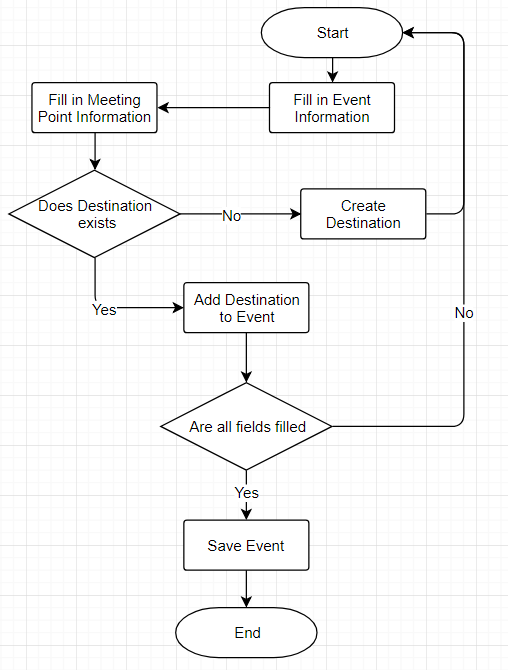 Start
Fill in Event
Information
Fill in Meeting
Point Information
Does Destination
exists
No
Create
Destination
Yes
Add Destination
to Event
No
Are all fields filled
Yes
Save Event
End